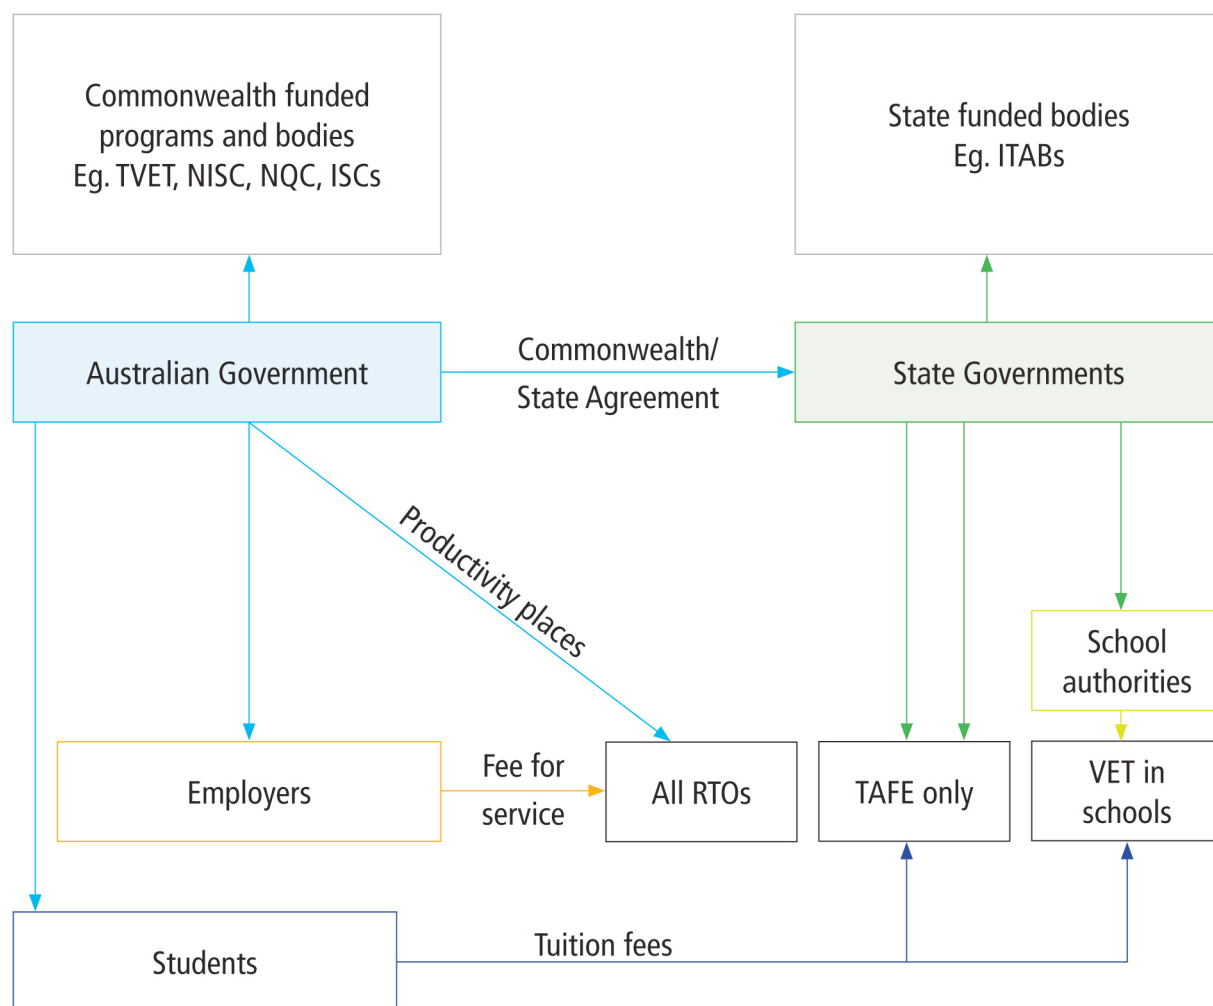 Commonwealth funded
programs and bodies
Eg. TVET, NISC, NQC, ISCs
State funded bodies
Eg. ITABs
Australian Government
Commonwealth/
State Agreement
State Governments
Productivity places
School
authorities
Employers
Fee for
service
All RTOs
TAFE only
VET in
schools
Students
Tuition fees